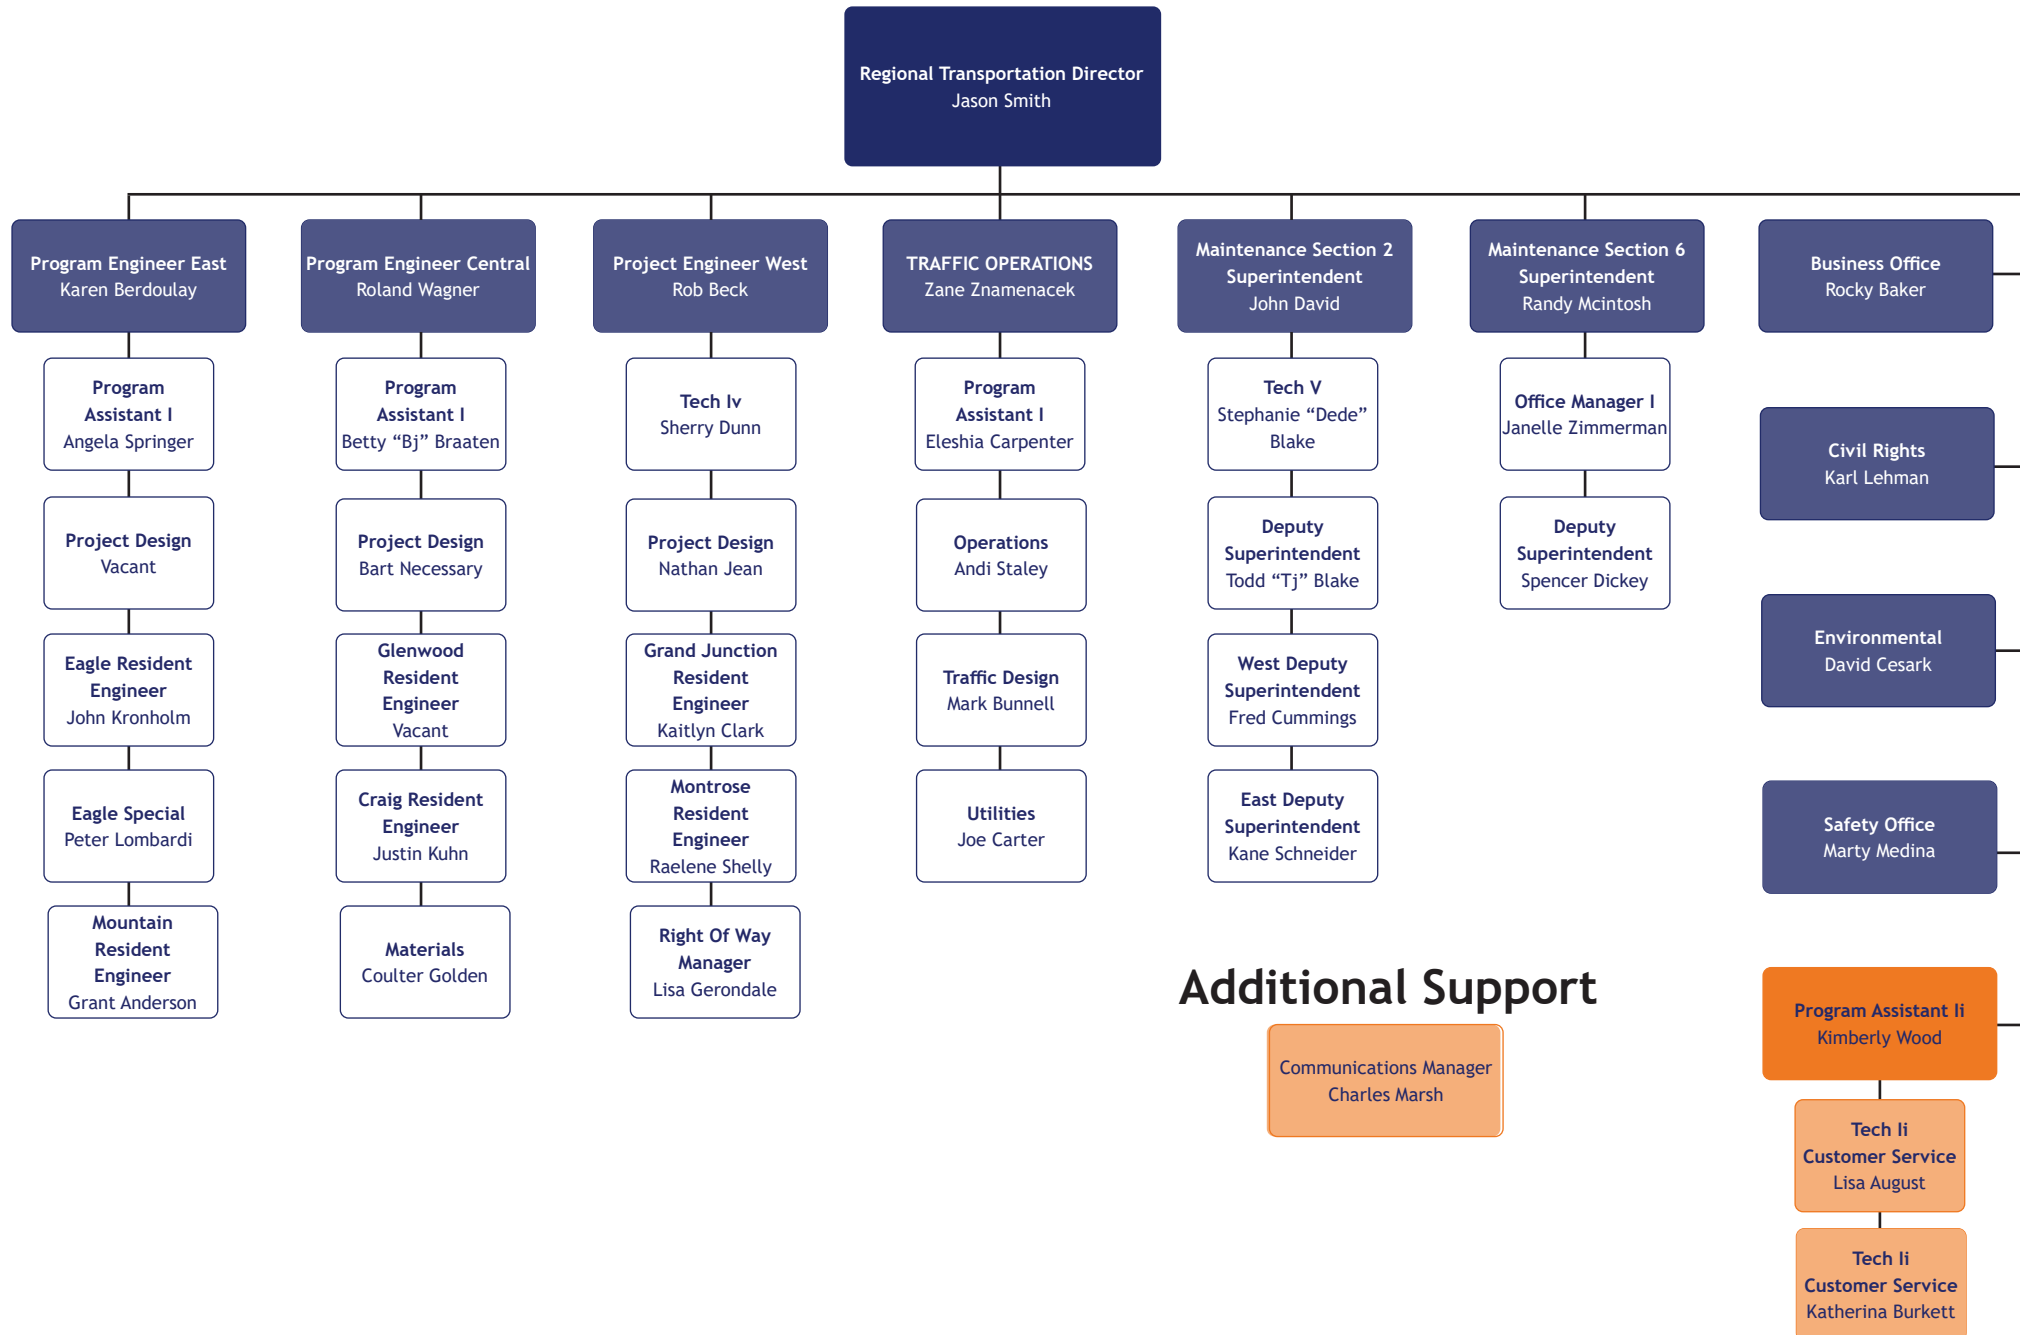 Regional Transportation Director
Jason Smith
Program Engineer East
Karen Berdoulay
Program Assistant I
Angela Springer
Project Design
Vacant
Eagle Resident
Engineer
John Kronholm
Eagle Special
Peter Lombardi
Mountain
Resident
Engineer
Grant Anderson
Program Engineer Central
Roland Wagner
Program
Assistant I
Betty “Bj” Braaten
Project Design
Bart Necessary
Glenwood
Resident
Engineer
Vacant
Craig Resident
Engineer
Justin Kuhn
Materials
Coulter Golden
Project Engineer West
Rob Beck
Tech Iv
Sherry Dunn
Project Design
Nathan Jean
Grand Junction
Resident
Engineer
Kaitlyn Clark
Montrose
Resident
Engineer
Raelene Shelly
Right Of Way
Manager
Lisa Gerondale
TRAFFIC OPERATIONS
Zane Znamenacek
Program
Assistant I
Eleshia Carpenter
Operations
Andi Staley
Traffic Design
Mark Bunnell
Utilities
Joe Carter
Maintenance Section 2
Superintendent
John David
Tech V
Stephanie “Dede”
Blake
Deputy
Superintendent
Todd “Tj” Blake
West Deputy
Superintendent
Fred Cummings
East Deputy
Superintendent
Kane Schneider
Maintenance Section 6
Superintendent
Randy Mcintosh
Office Manager I
Janelle Zimmerman
Deputy
Superintendent
Spencer Dickey
Additional Support
Communications Manager
Charles Marsh
Business Office
Rocky Baker
Civil Rights
Karl Lehman
Environmental
David Cesark
Safety Office
Marty Medina
Program Assistant Ii
Kimberly Wood
Tech Ii
Customer Service
Lisa August
Tech Ii
Customer Service
Katherina Burkett